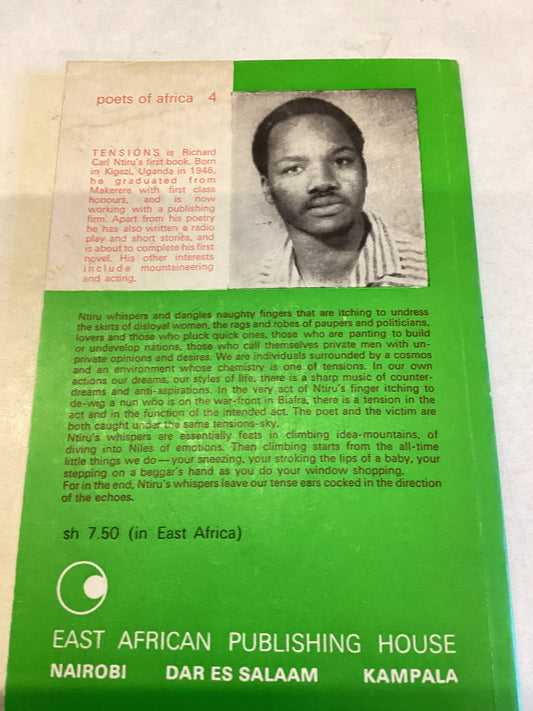 poets of africa 4
TENSIONS is Richard
Carl Ntiru's first book. Born
in Kigezi, Uganda in 1946,
he graduated from
Makerere with first class
honours, and is now
working with a publishing
firm. Apart from his poetry
he has also written a radio
play and short stories, and
is about to complete his first
novel. His other interests
include mountaineering
and acting.
Ntiru whispers and dangles naughty fingers that are itching to undress
the skirts of disloyal women, the rags and robes of paupers and politicians,
lovers and those who pluck quick ones, those who are panting to build
or undevelop nations, those who call themselves private men with un-
private opinions and desires. We are individuals surrounded by a cosmos
and an environment whose chemistry is one of tensions. In our own
actions our dreams, our styles of life, there is a sharp music of counter-
dreams and anti-aspirations. In the very act of Ntiru's finger itching to
de-wig a nun who is on the war-front in Biafra, there is a tension in the
act and in the function of the intended act. The poet and the victim are
both caught under the same tensions-sky.
Ntiru's whispers are essentially feats in climbing idea-mountains, of
diving into Niles of emotions. Then climbing starts from the all-time
little things we do — your sneezing, your stroking the lips of a baby, your
stepping on a beggar's hand as you do your window shopping.
For in the end, Ntiru's whispers leave our tense ears cocked in the direction
of the echoes.
sh 7.50 (in East Africa)
EAST AFRICAN PUBLISHING HOUSE
NAIROBI DAR ES SALAAM KAMPALA